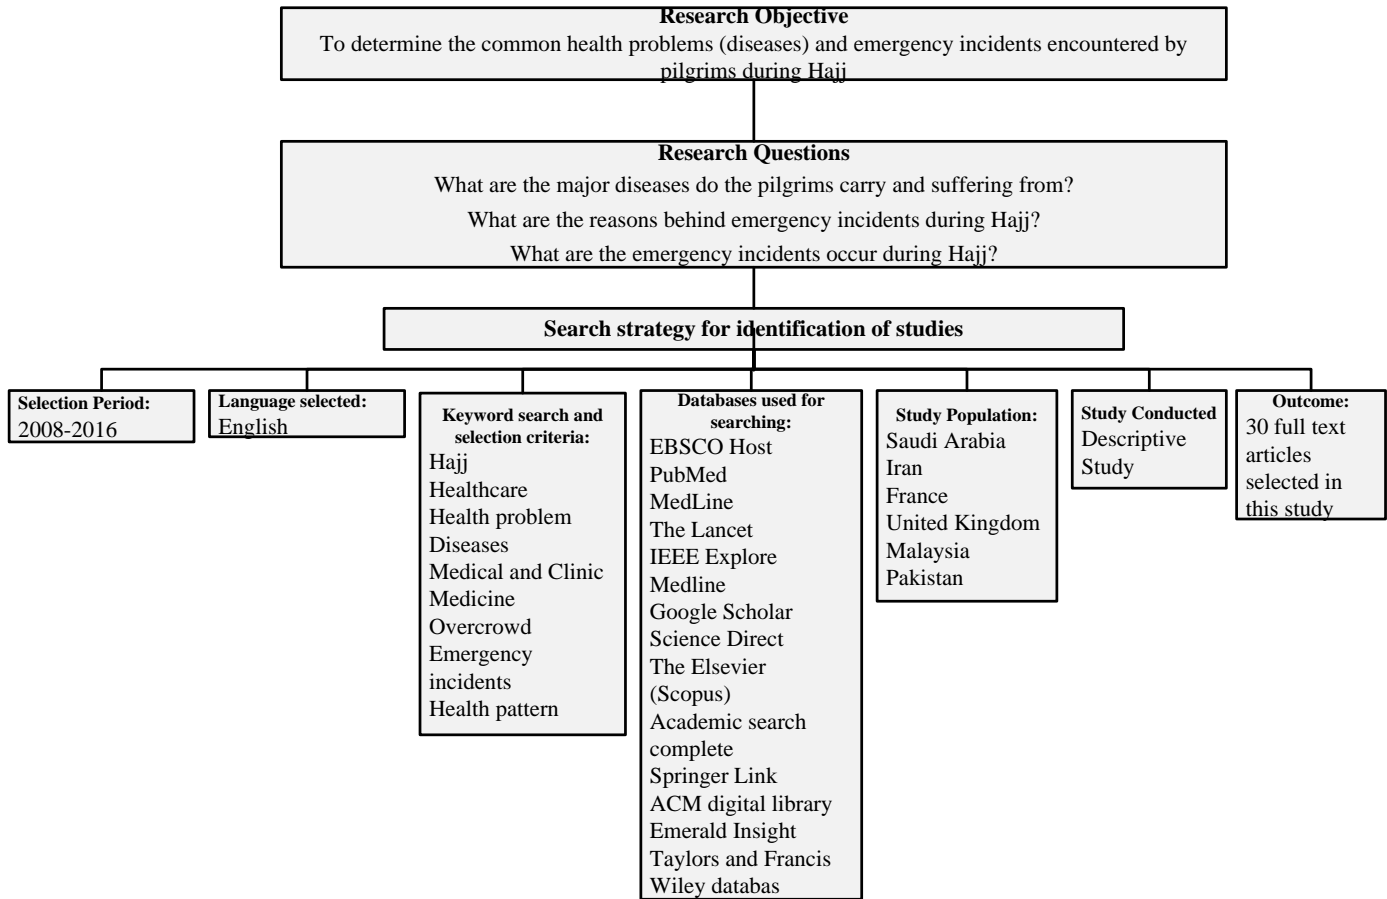 Research Objective
To determine the common health problems (diseases) and emergency incidents encountered by
pilgrims during Hajj
Research Questions
What are the major diseases do the pilgrims carry and suffering from?
What are the reasons behind emergency incidents during Hajj?
What are the emergency incidents occur during Hajj?
Search strategy for identification of studies
Selection Period:
2008-2016
Language selected:
English
Keyword search and
selection criteria:
Hajj
Healthcare
Health problem
Diseases
Medical and Clinic
Medicine
Overcrowd
Emergency
incidents
Health pattern
Databases used for
searching:
EBSCO Host
PubMed
MedLine
The Lancet
IEEE Explore
Medline
Google Scholar
Science Direct
The Elsevier
(Scopus)
Academic search
complete
Springer Link
ACM digital library
Emerald Insight
Taylors and Francis
Wiley databas
Study Population:
Saudi Arabia
Iran
France
United Kingdom
Malaysia
Pakistan
Study Conducted
Descriptive
Study
Outcome:
30 full text
articles
selected in
this study